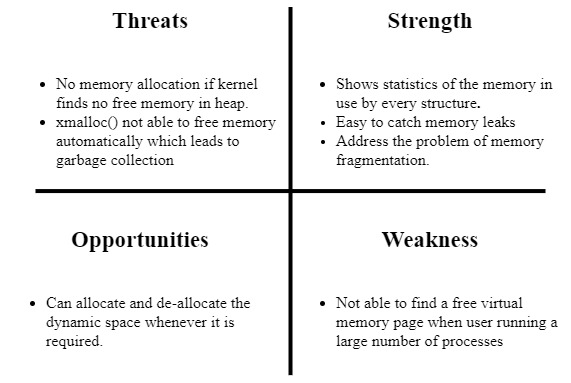 Threats
No memory allocation if kernel
finds no free memory in heap.
xmalloc() not able to free memory
automatically which leads to
garbage collection
Strength
Shows statistics of the memory in
use by every structure.
Easy to catch memory leaks
Address the problem of memory
fragmentation.
Opportunities
Can allocate and de-allocate the
dynamic space whenever it is
required.
Weakness
Not able to find a free virtual
memory page when user running a
large number of processes